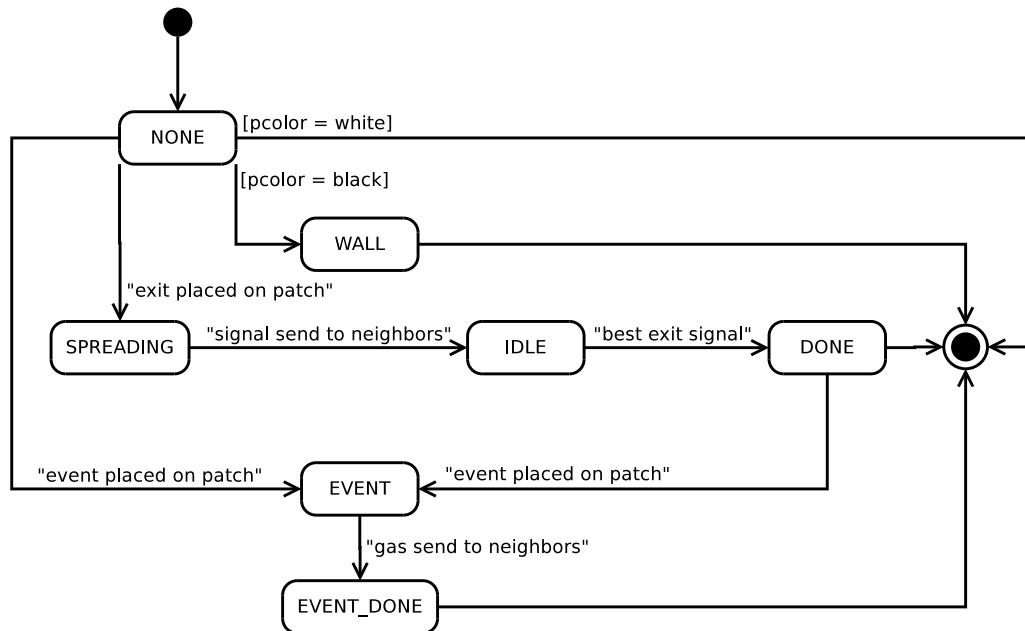 NONE
[pcolor = white]
[pcolor = black]
WALL
"exit placed on patch"
SPREADING
"signal send to neighbors"
IDLE
"best exit signal"
DONE
"event placed on patch"
EVENT
"event placed on patch"
"gas send to neighbors"
EVENT_DONE